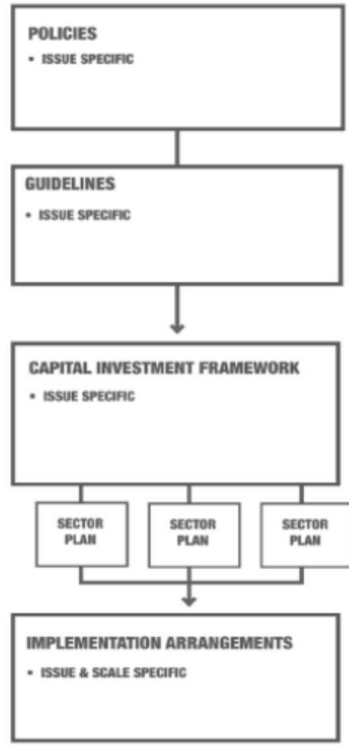 POLICIES
• ISSUE SPECIFIC
GUIDELINES
• ISSUE SPECIFIC
CAPITAL INVESTMENT FRAMEWORK
• ISSUE SPECIFIC
SECTOR
PLAN
SECTOR
PLAN
SECTOR
PLAN
IMPLEMENTATION ARRANGEMENTS
• ISSUE & SCALE SPECIFIC